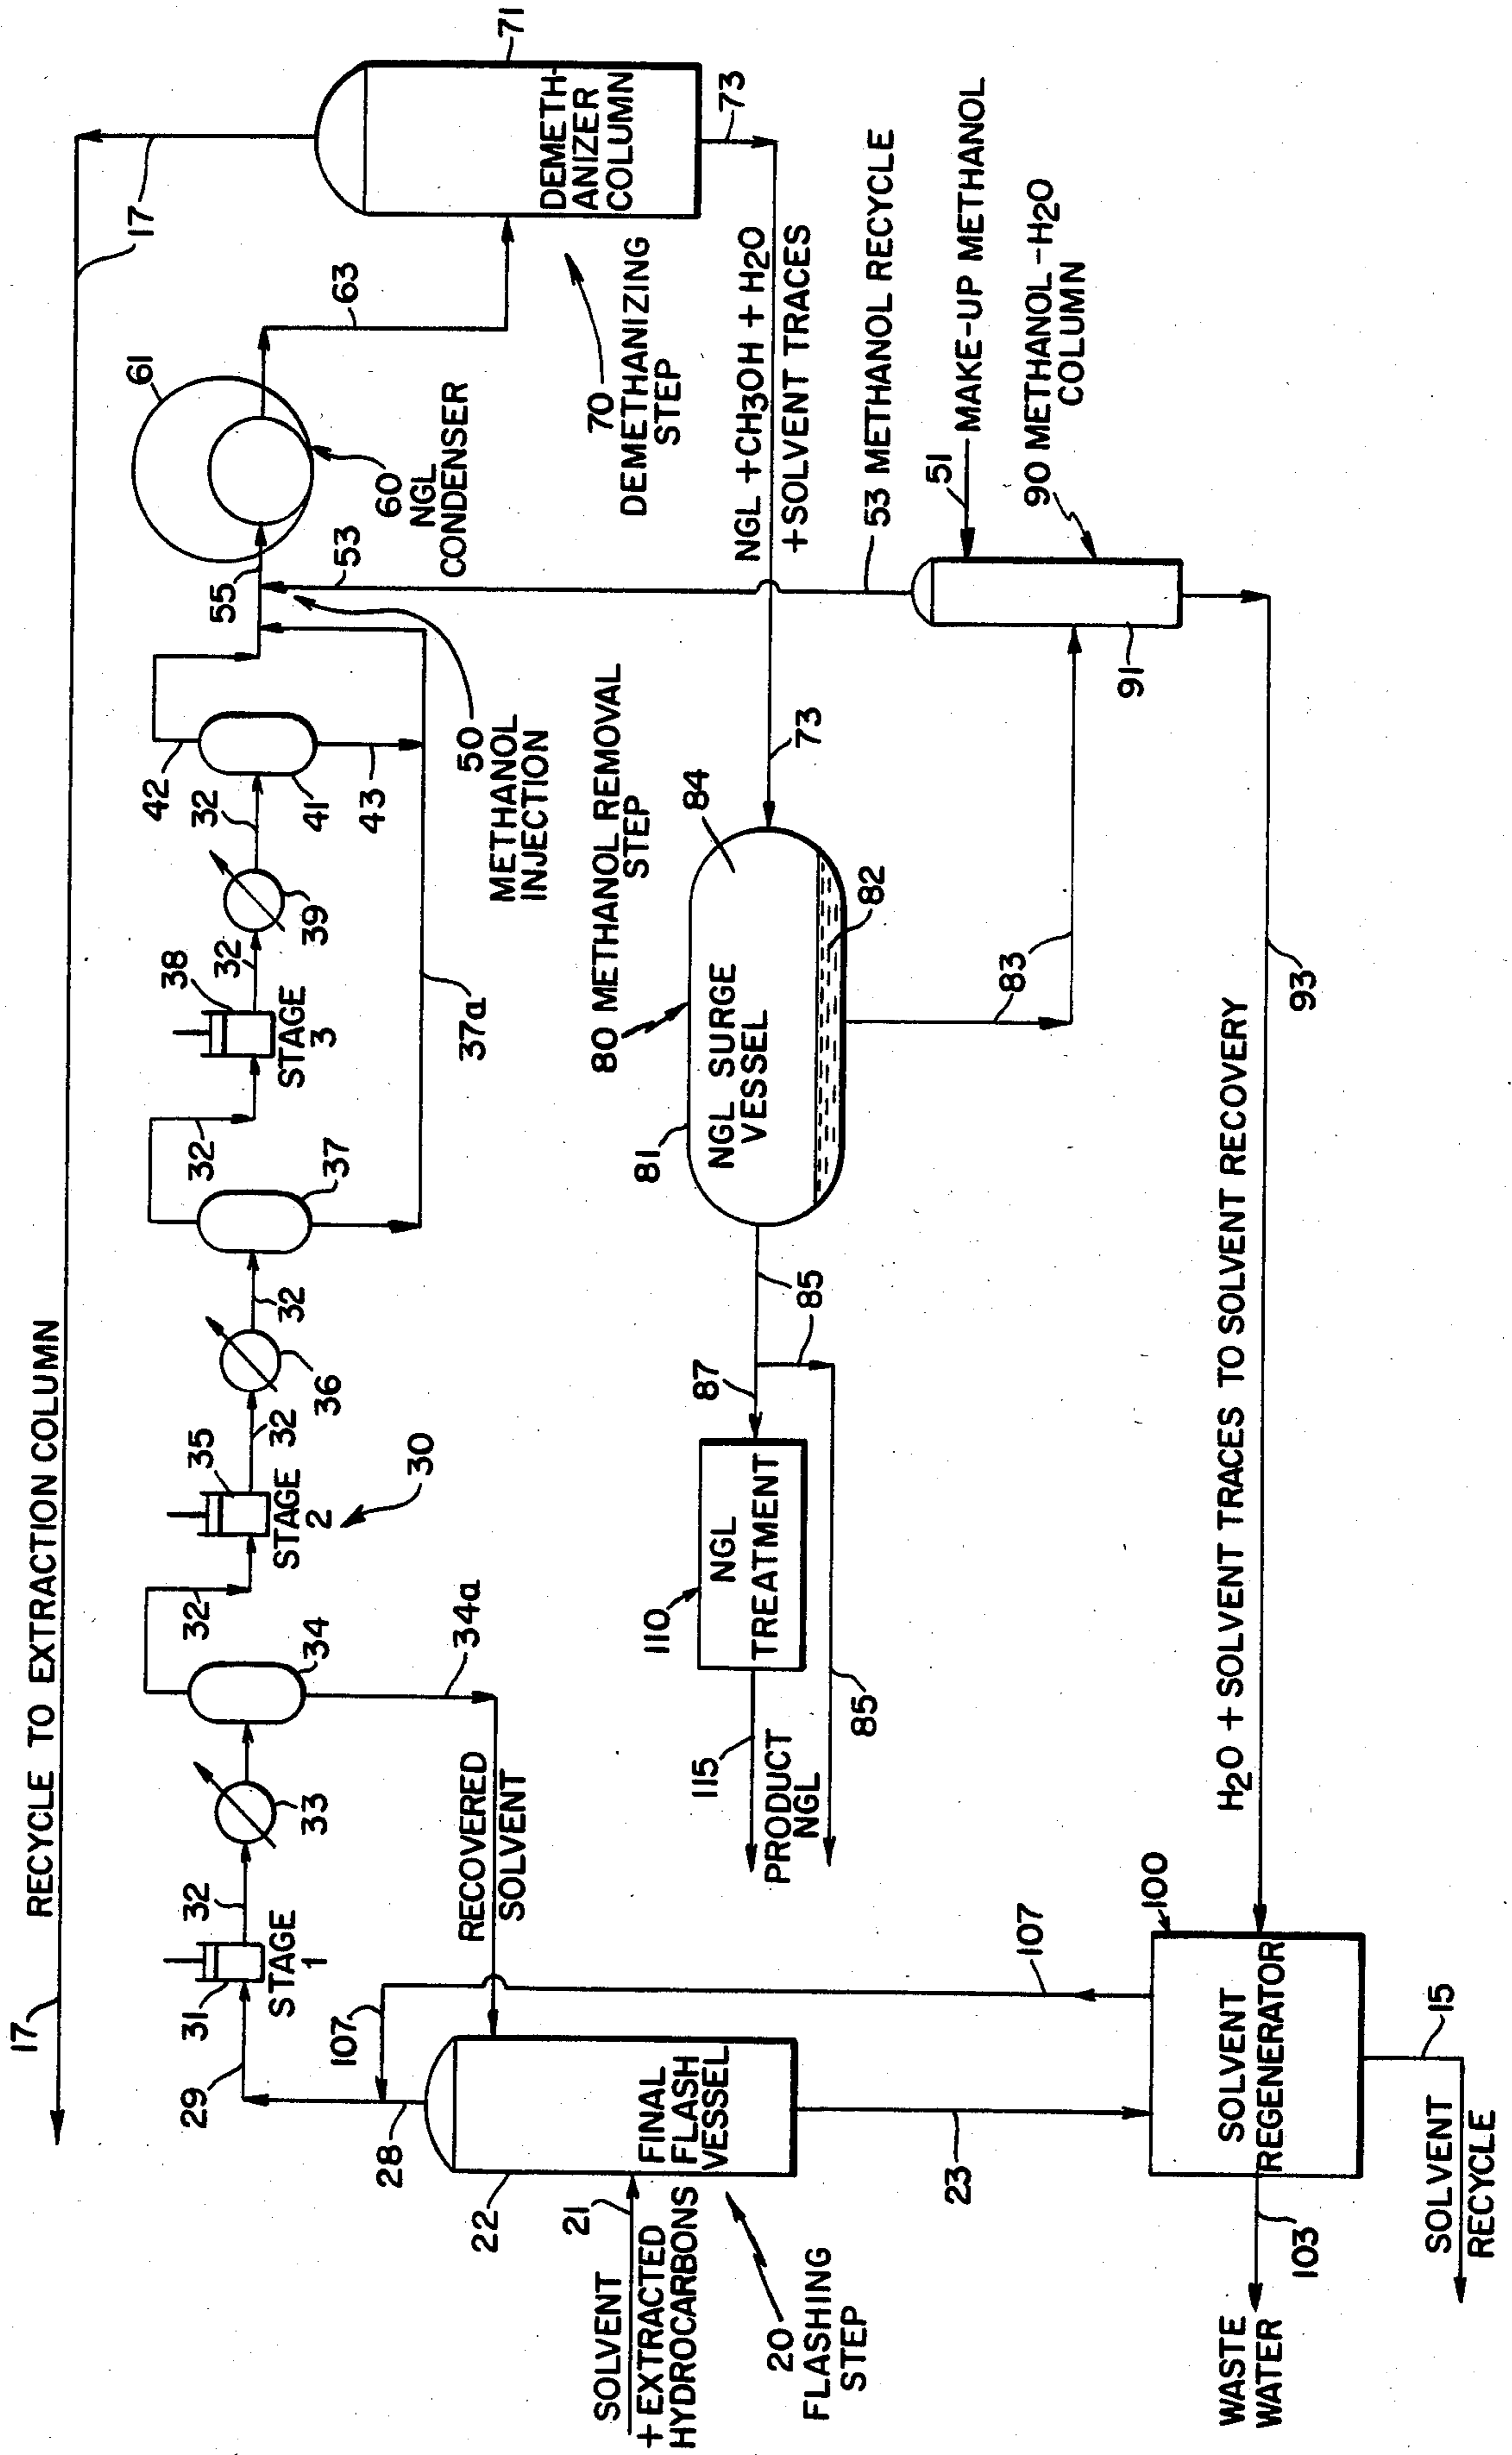 RECYCLE TO EXTRACTION COLUMN
17
17
29
31
STAGE
1
32
33
34
34a
32
35
STAGE
2
30
32
36
32
37
37a
32
38
STAGE
3
32
39
32
41
42
43
50
METHANOL
INJECTION
55
53
61
60
NGL
CONDENSER
63
70
DEMETHANIZING
STEP
DEMETH-
ANIZER
COLUMN
71
73
RECOVERED
SOLVENT
107
28
22
FINAL
FLASH
VESSEL
21
SOLVENT
+ EXTRACTED
HYDROCARBONS
20
FLASHING
STEP
23
107
115
PRODUCT
NGL
85
110
NGL
TREATMENT
87
85
85
81
NGL SURGE
VESSEL
80 METHANOL REMOVAL
STEP
84
82
83
73
NGL + CH3OH + H2O
+ SOLVENT TRACES
53 METHANOL RECYCLE
51
MAKE-UP METHANOL
90 METHANOL-H2O
COLUMN
91
93
H2O + SOLVENT TRACES TO SOLVENT RECOVERY
100
SOLVENT
REGENERATOR
103
WASTE
WATER
15
SOLVENT
RECYCLE